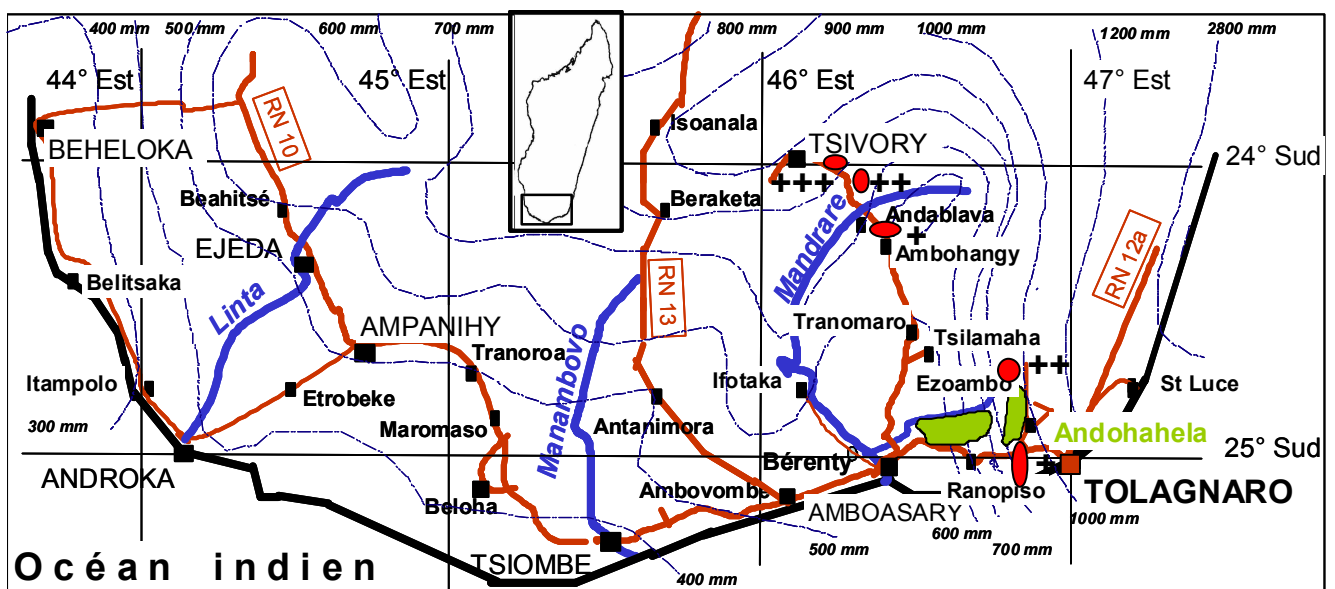 400 mm
500 mm
600 mm
700 mm
800 mm
900 mm
1000 mm
1200 mm
2800 mm
44° Est
45° Est
46° Est
47° Est
RN 10
Isoanala
TSIVORY
BEHELOKA
24° Sud
++++
++
Beahitsé
Beraketa
Andablava
+
EJEDA
Mandrare
Ambohangy
Belitsaka
RN 12a
Linta
RN 13
AMPANIHY
Manambovo
Tranomaro
Tsilamaha
Tranoroa
++
Itampolo
Etrobeke
Ifotaka
Ezoambo
St Luce
300 mm
Maromaso
Antanimora
Andohahela
25° Sud
ANDROKA
Bérenty
++
Beloha
Ambovombe
Ranopiso
TOLAGNARO
AMBOASARY
1000 mm
600 mm
500 mm
700 mm
Océan indien
TSIOMBE
400 mm